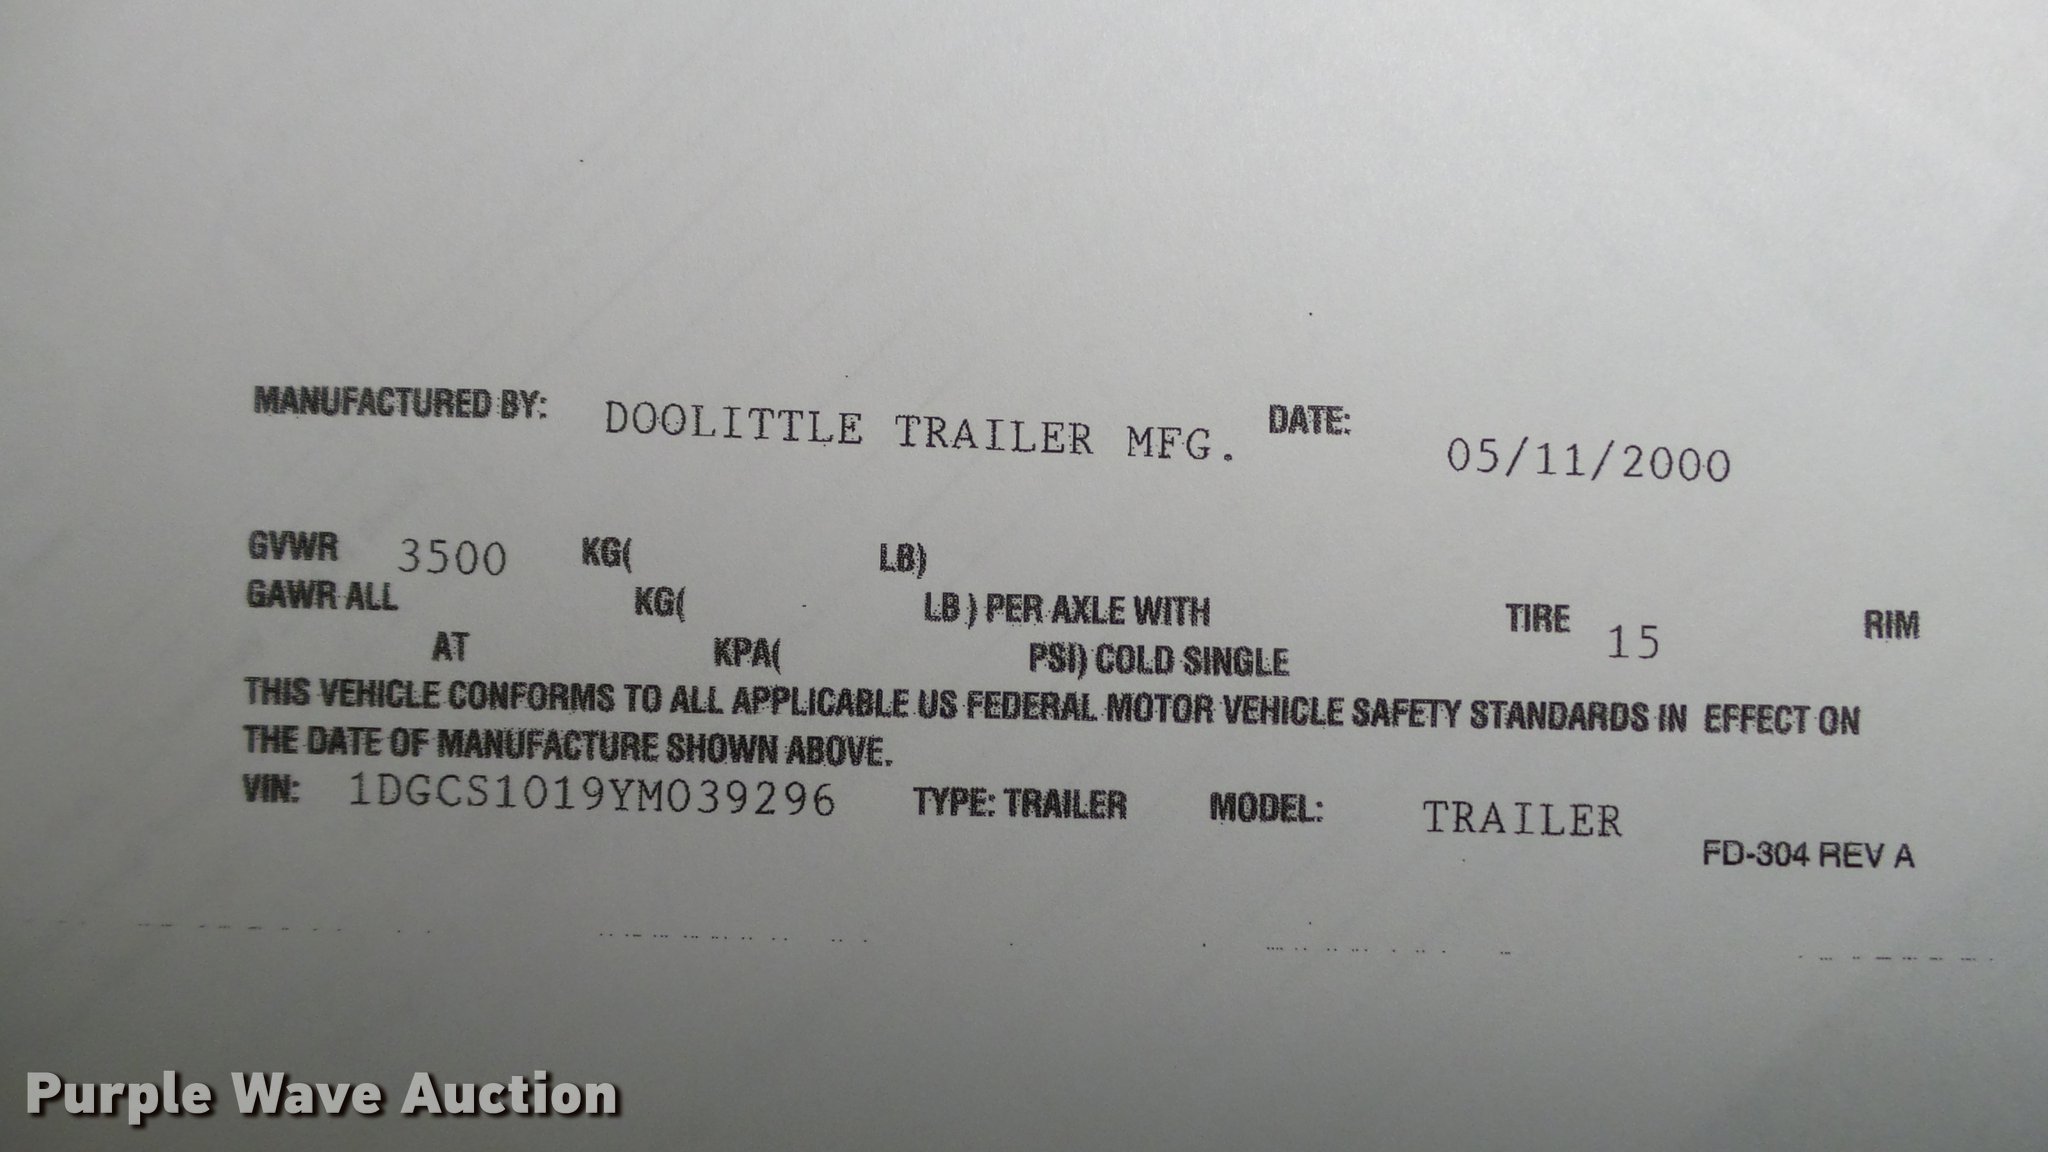 MANUFACTURED BY: DOOLITTLE TRAILER MFG. DATE: 05/11/2000
GVWR 3500 KG( LB)
GAWR ALL KG( LB) PER AXLE WITH TIRE 15 RIM
AT KPA( PSI) COLD SINGLE
THIS VEHICLE CONFORMS TO ALL APPLICABLE US FEDERAL MOTOR VEHICLE SAFETY STANDARDS IN EFFECT ON
THE DATE OF MANUFACTURE SHOWN ABOVE.
VIN: 1DGCS1019YM039296 TYPE: TRAILER MODEL: TRAILER
FD-304 REV A
Purple Wave Auction